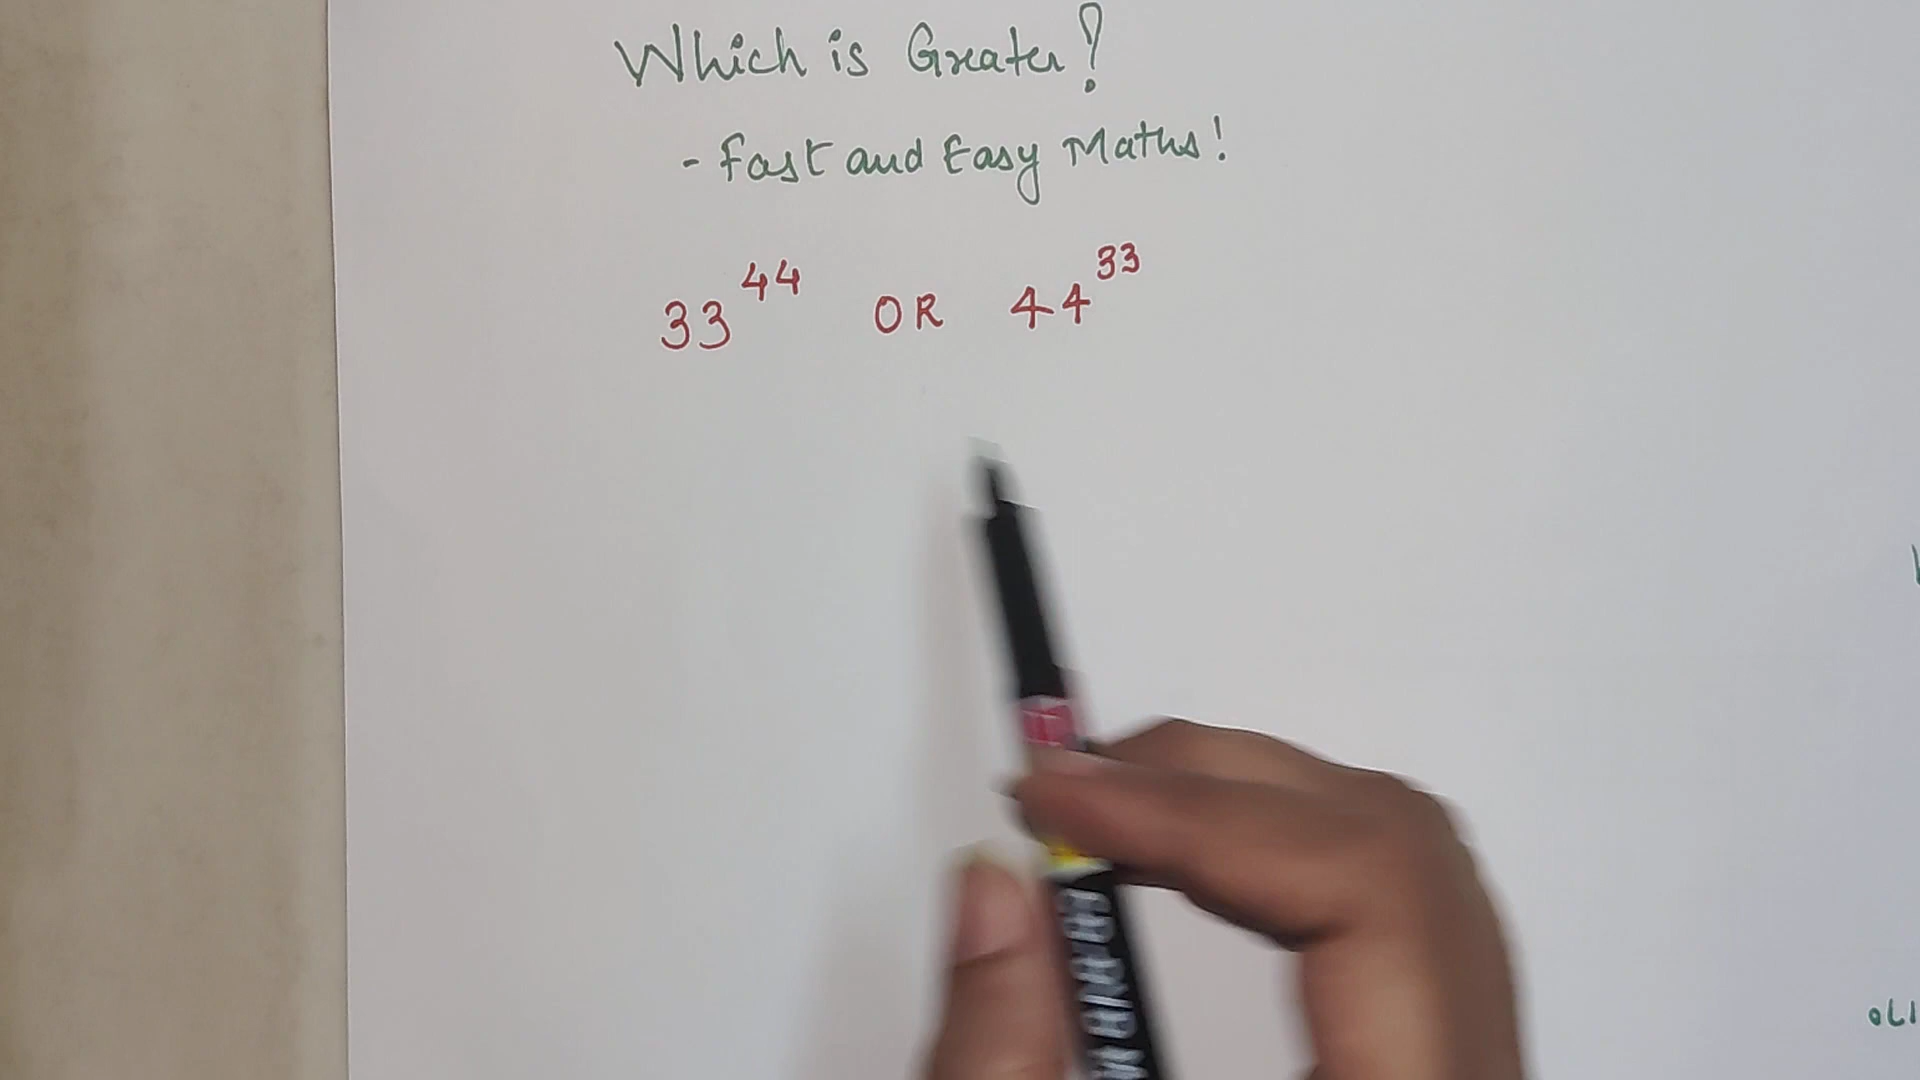 Which is Greater?
- Fast and Easy Maths!
33^44 OR 44^33